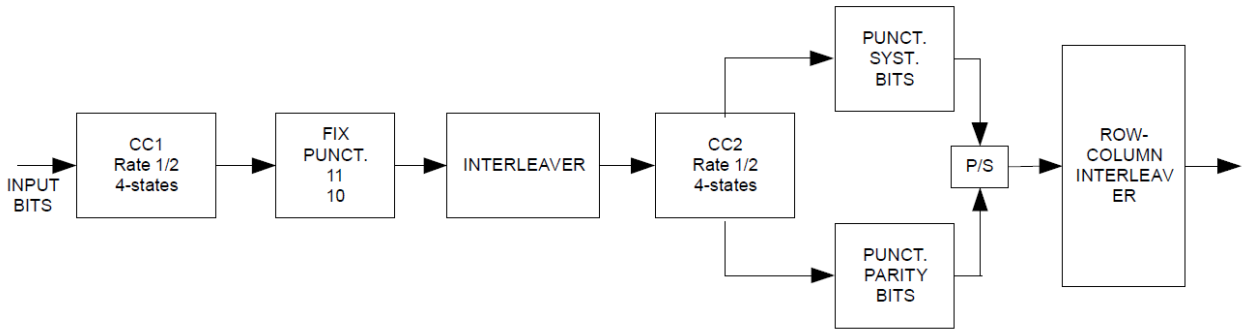 INPUT
BITS
CC1
Rate 1/2
4-states
FIX
PUNCT.
11
10
INTERLEAVER
CC2
Rate 1/2
4-states
PUNCT.
SYST.
BITS
PUNCT.
PARITY
BITS
P/S
ROW-
COLUMN
INTERLEAV
ER